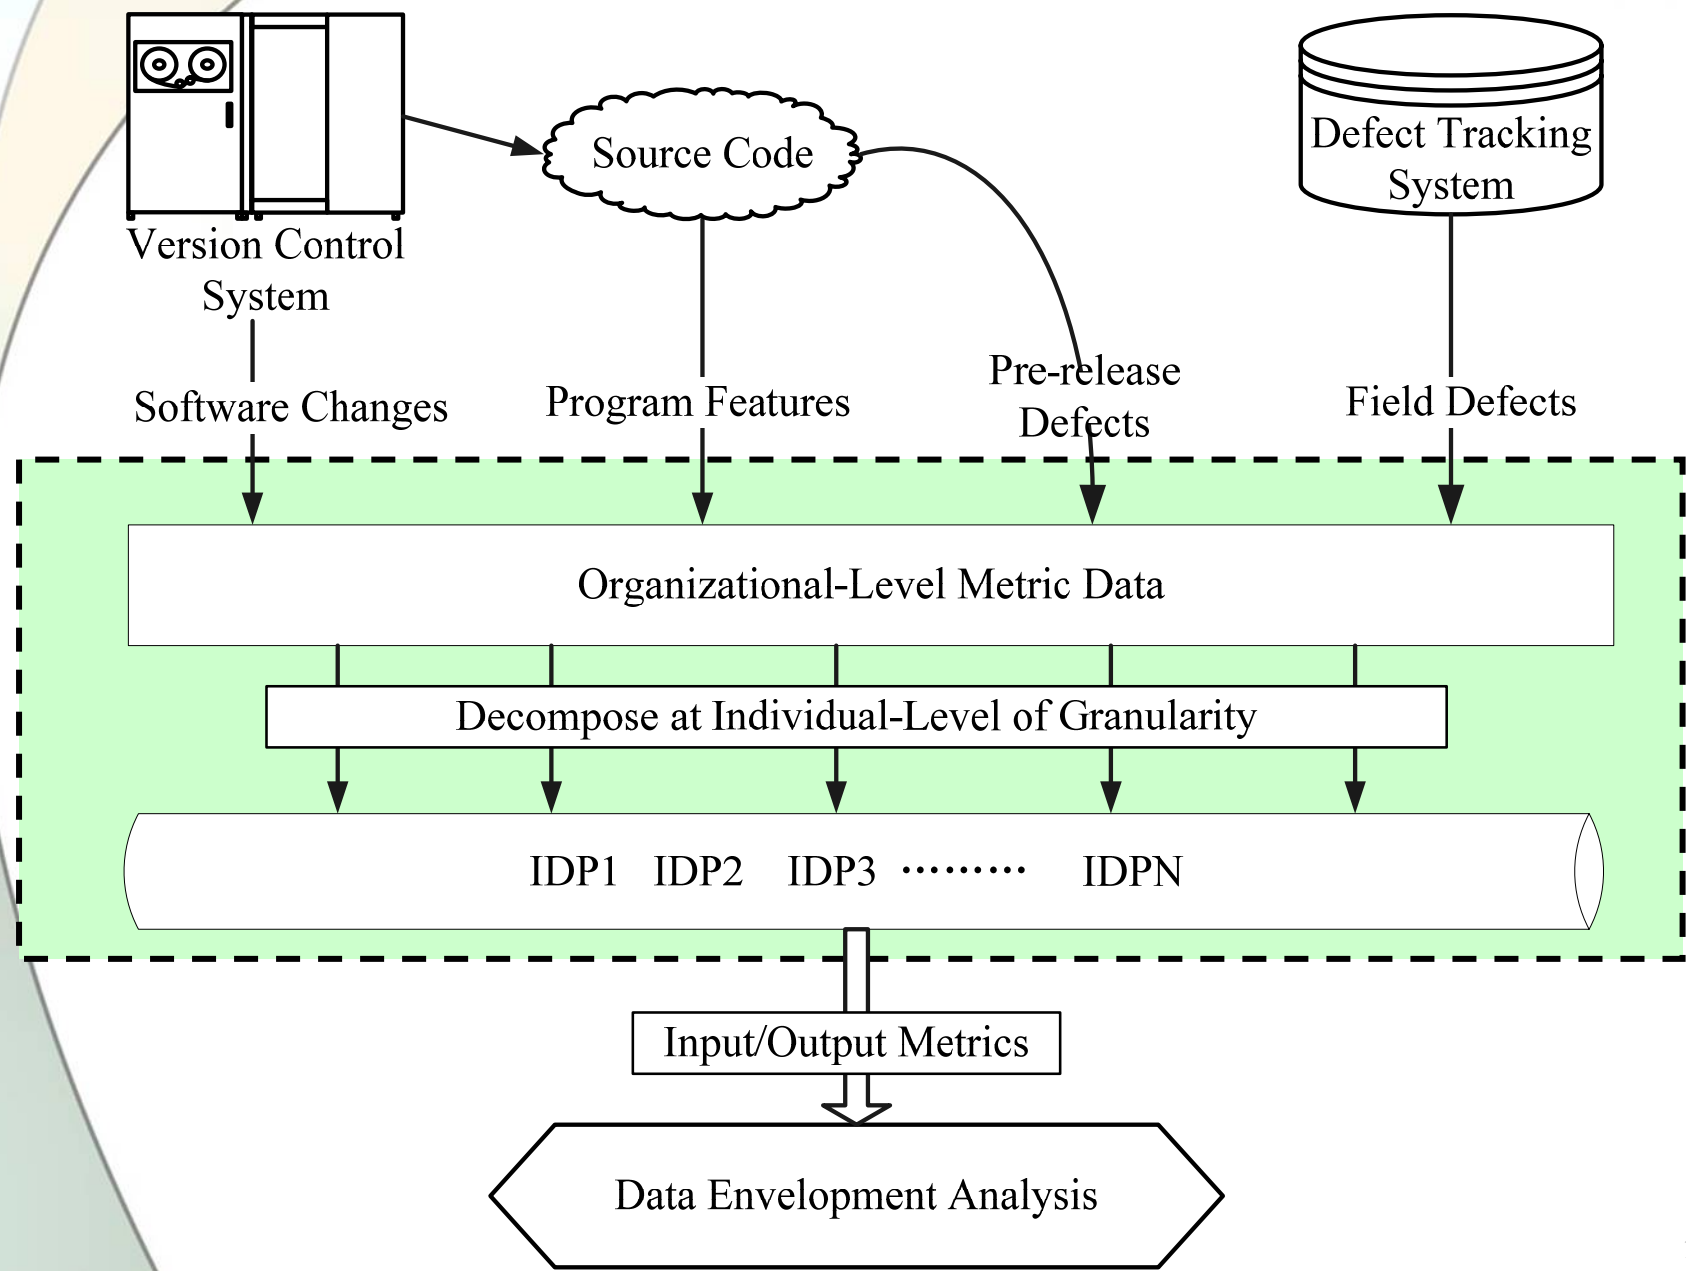 Source Code
Defect Tracking
System
Version Control
System
Software Changes
Program Features
Pre-release
Defects
Field Defects
Organizational-Level Metric Data
Decompose at Individual-Level of Granularity
IDP1 IDP2 IDP3 ········· IDPN
Input/Output Metrics
Data Envelopment Analysis